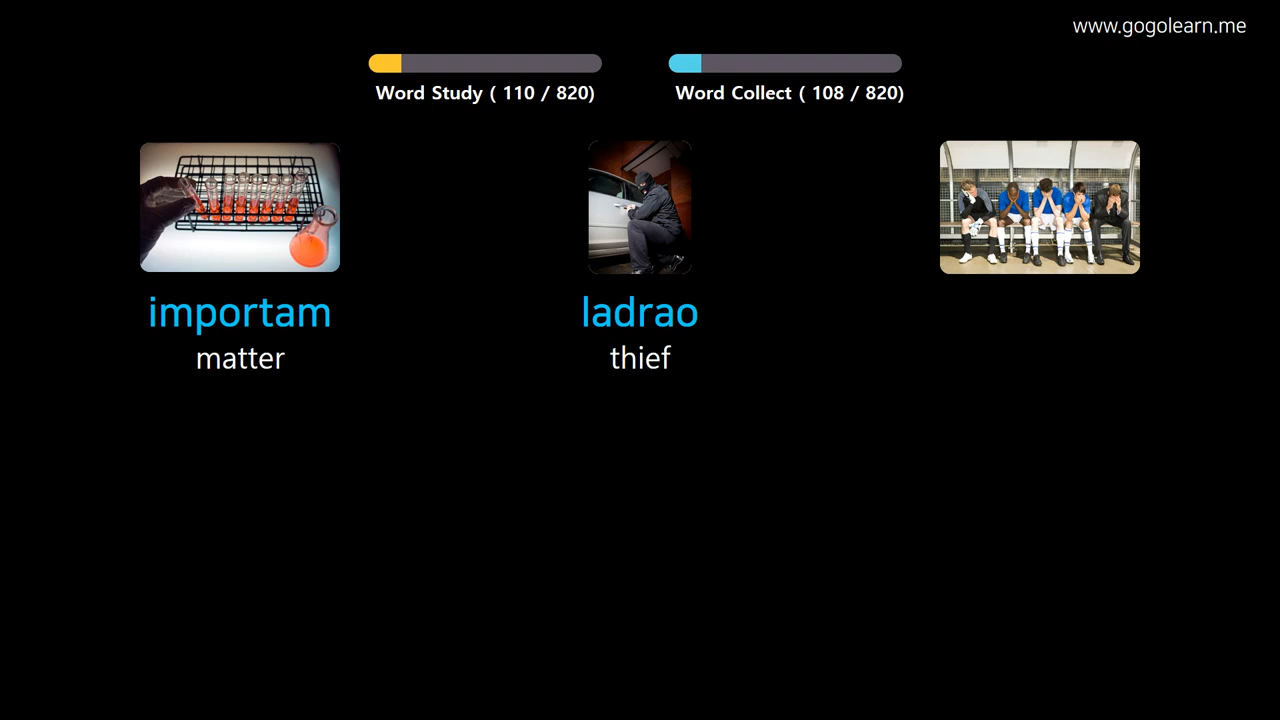 www.gogolearn.me
Word Study ( 110 / 820)
Word Collect ( 108 / 820)
importam
matter
ladrao
thief